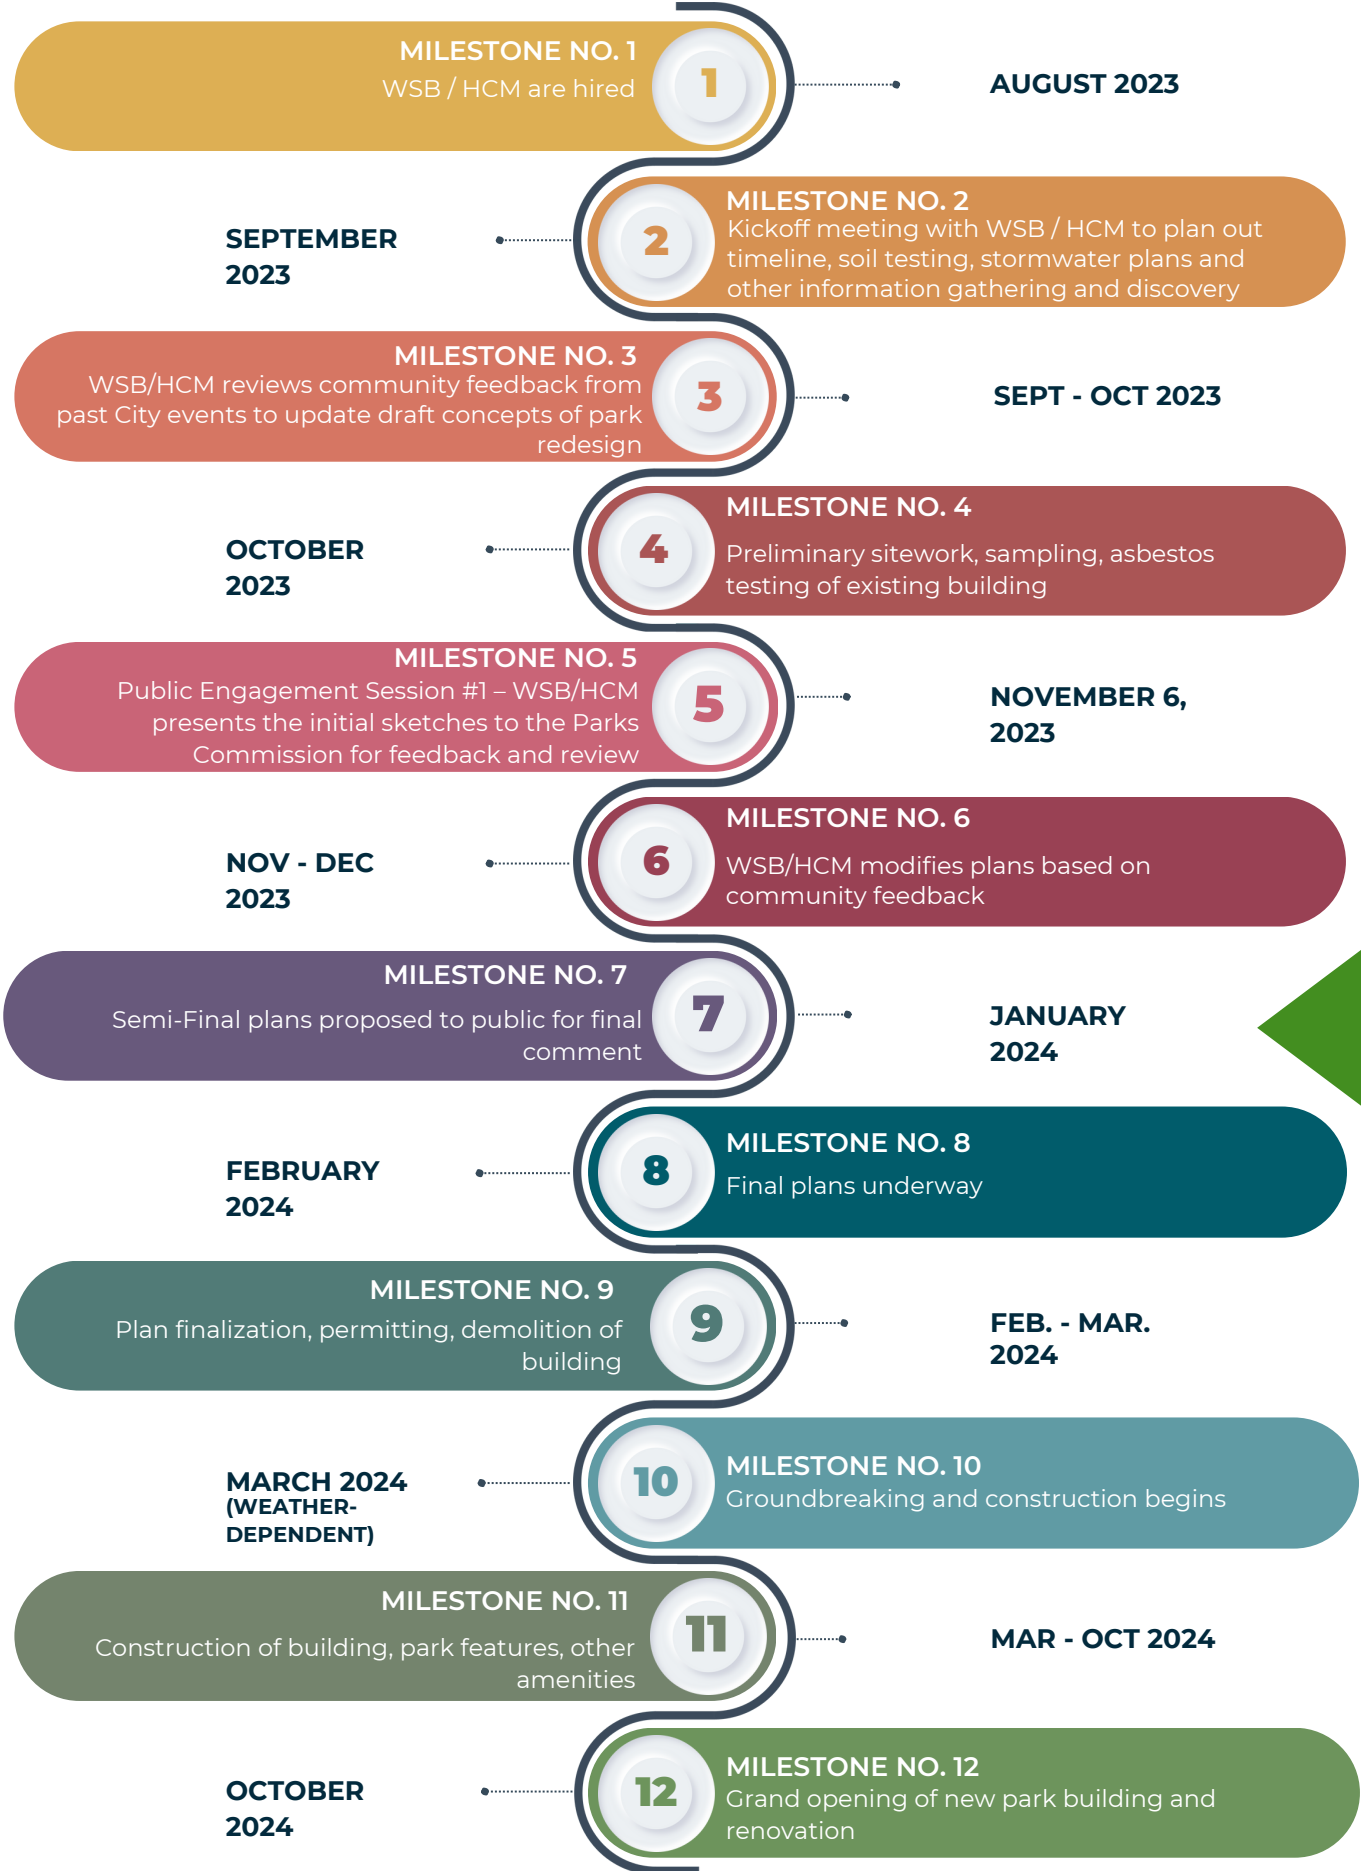 MILESTONE NO. 1
WSB / HCM are hired
1
AUGUST 2023
SEPTEMBER
2023
2
MILESTONE NO. 2
Kickoff meeting with WSB / HCM to plan out
timeline, soil testing, stormwater plans and
other information gathering and discovery
MILESTONE NO. 3
WSB/HCM reviews community feedback from
past City events to update draft concepts of park
redesign
3
SEPT - OCT 2023
OCTOBER
2023
4
MILESTONE NO. 4
Preliminary sitework, sampling, asbestos
testing of existing building
MILESTONE NO. 5
Public Engagement Session #1 – WSB/HCM
presents the initial sketches to the Parks
Commission for feedback and review
5
NOVEMBER 6,
2023
NOV - DEC
2023
6
MILESTONE NO. 6
WSB/HCM modifies plans based on
community feedback
MILESTONE NO. 7
Semi-Final plans proposed to public for final
comment
7
JANUARY
2024
FEBRUARY
2024
8
MILESTONE NO. 8
Final plans underway
MILESTONE NO. 9
Plan finalization, permitting, demolition of
building
9
FEB. - MAR.
2024
MARCH 2024
(WEATHER-
DEPENDENT)
10
MILESTONE NO. 10
Groundbreaking and construction begins
MILESTONE NO. 11
Construction of building, park features, other
amenities
11
MAR - OCT 2024
OCTOBER
2024
12
MILESTONE NO. 12
Grand opening of new park building and
renovation